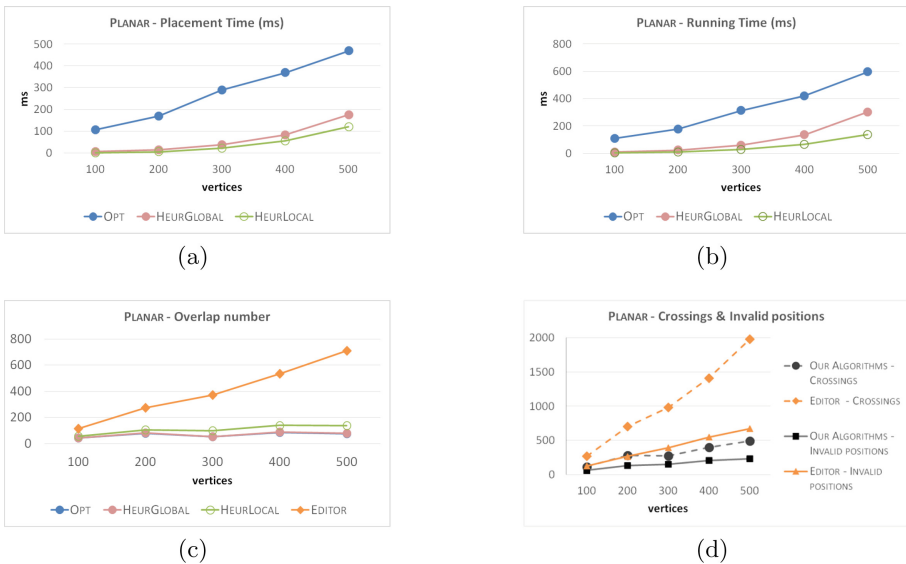 PLANAR - Placement Time (ms)
500
400
300
200
100
0
ms
100 200 300 400 500
vertices
OPT HEURGLOBAL HEURLOCAL
(a)
PLANAR - Running Time (ms)
800
600
400
200
0
ms
100 200 300 400 500
vertices
OPT HEURGLOBAL HEURLOCAL
(b)
PLANAR - Overlap number
800
600
400
200
0
100 200 300 400 500
vertices
OPT HEURGLOBAL HEURLOCAL EDITOR
(c)
PLANAR - Crossings & Invalid positions
2000
1500
1000
500
0
100 200 300 400 500
vertices
OUR ALGORITHMS -
CROSSINGS
EDITOR - CROSSINGS
OUR ALGORITHMS -
INVALID POSITIONS
EDITOR - INVALID
POSITIONS
(d)